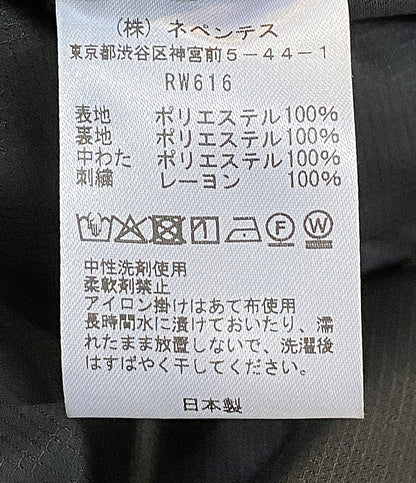 (株) ネペンテス
東京都渋谷区神宮前5-44-1
RW616
表地 ポリエステル100%
裏地 ポリエステル100%
中わた ポリエステル100%
刺繍 レーヨン 100%
F W
中性洗剤使用
柔軟剤禁止
アイロン掛けはあて布使用
長時間水に漬けておいたり、濡
れたまま放置しないで、洗濯後
はすばやく干してください。
日本製